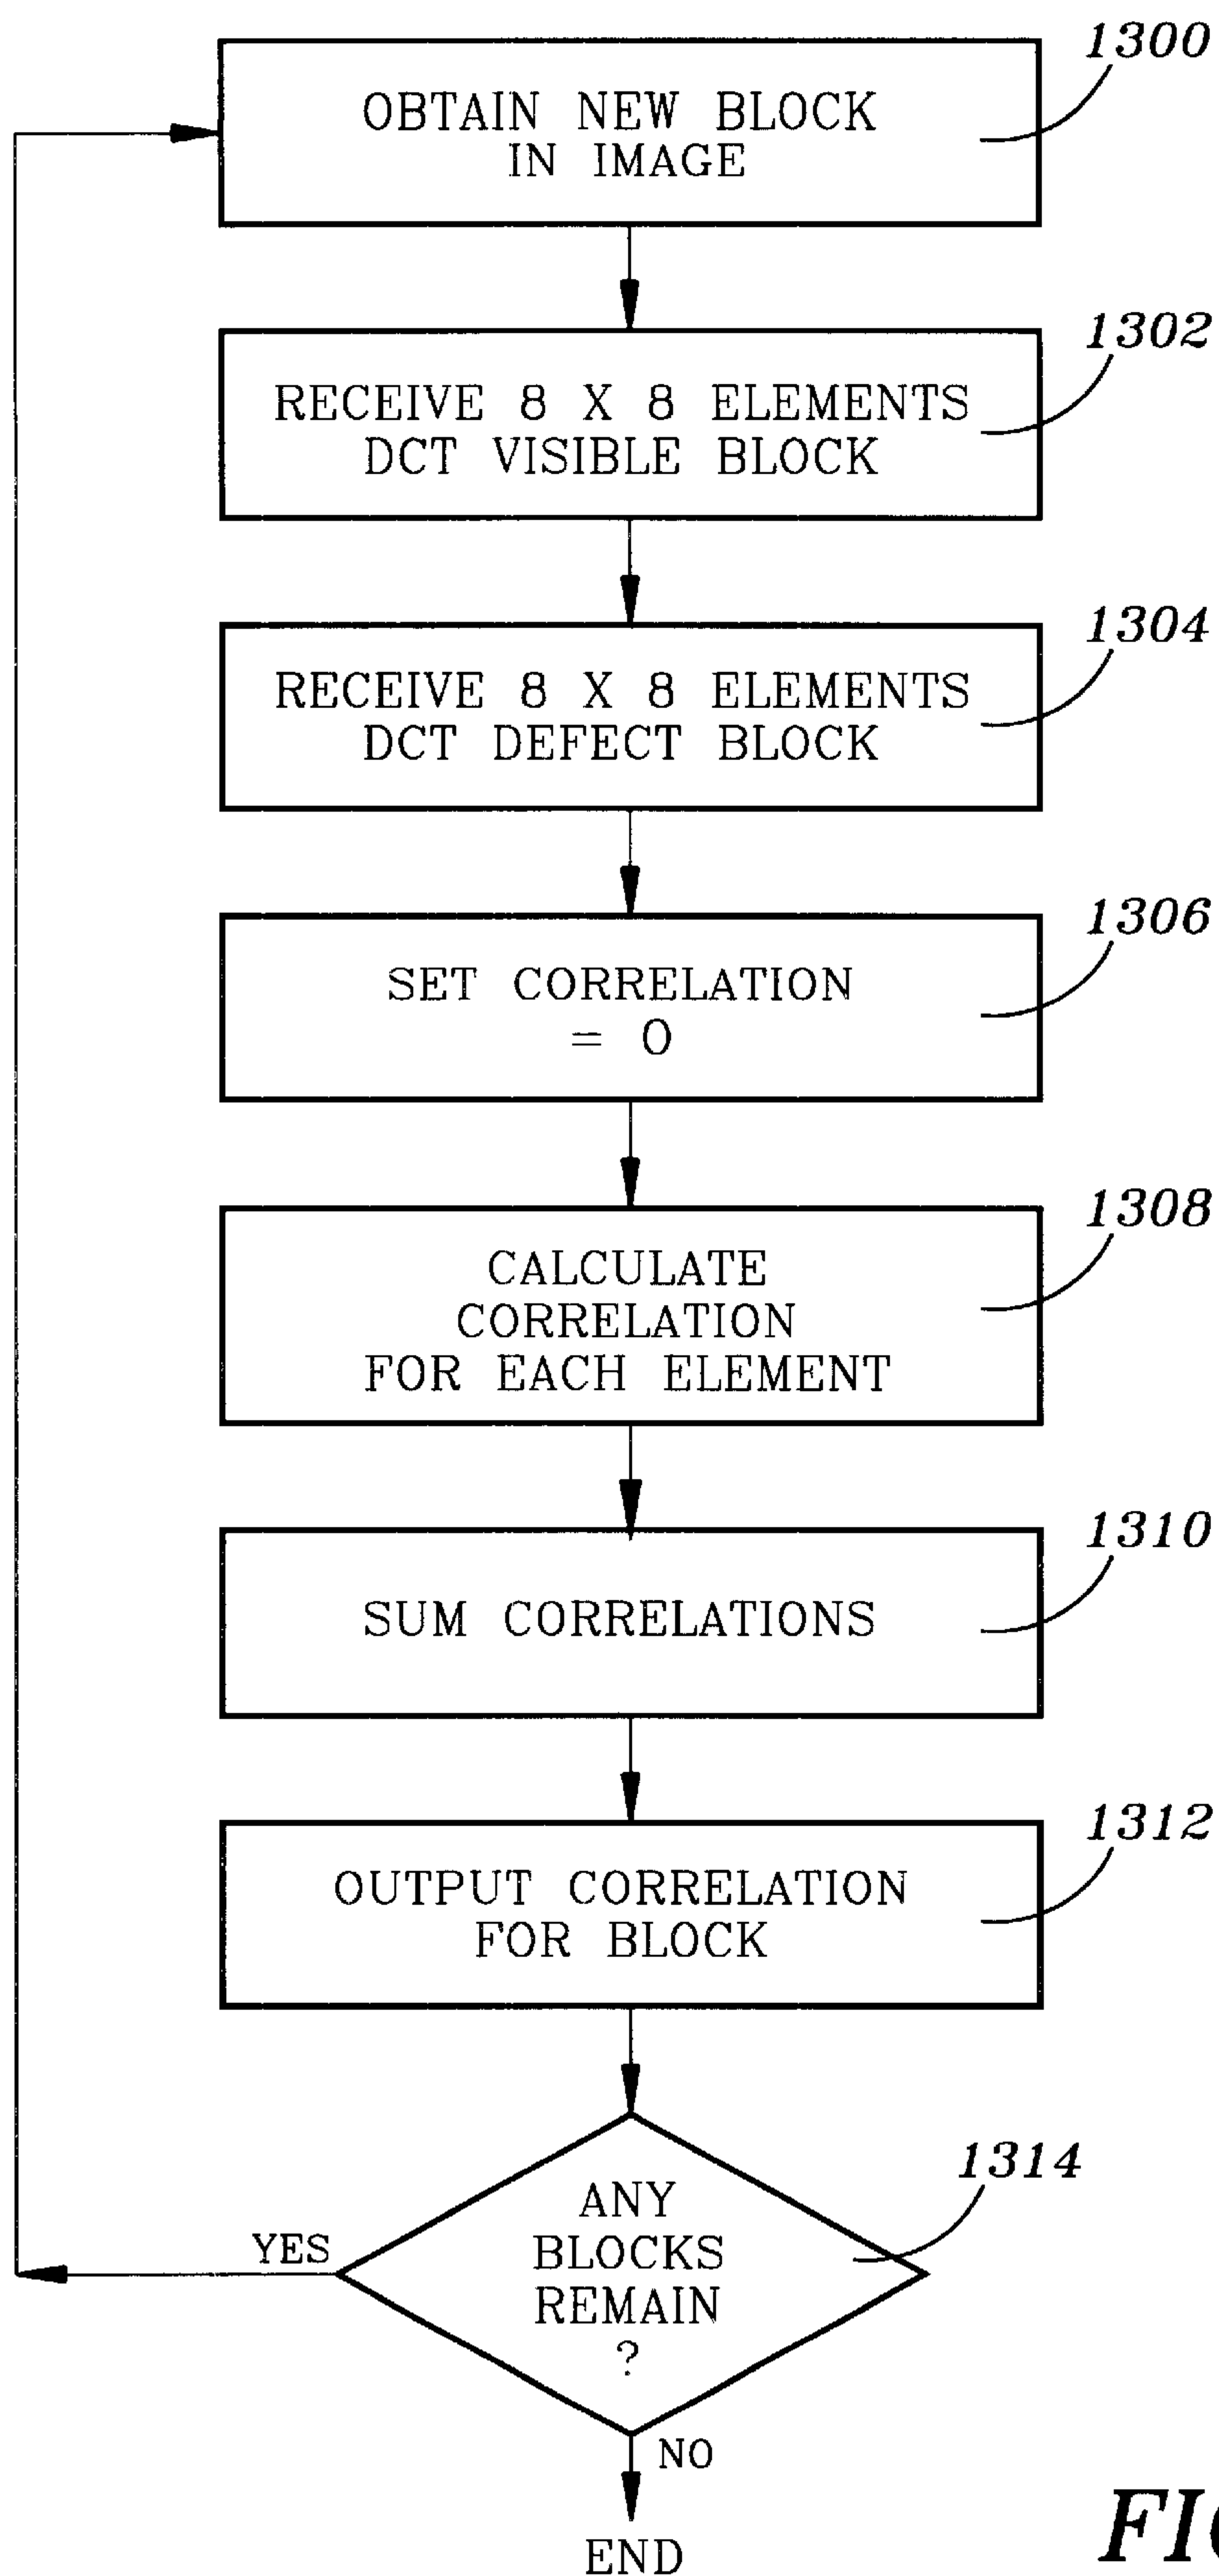 1300
OBTAIN NEW BLOCK
IN IMAGE
1302
RECEIVE 8 X 8 ELEMENTS
DCT VISIBLE BLOCK
1304
RECEIVE 8 X 8 ELEMENTS
DCT DEFECT BLOCK
1306
SET CORRELATION
= 0
1308
CALCULATE
CORRELATION
FOR EACH ELEMENT
1310
SUM CORRELATIONS
1312
OUTPUT CORRELATION
FOR BLOCK
1314
ANY
BLOCKS
REMAIN
?
YES
NO
END